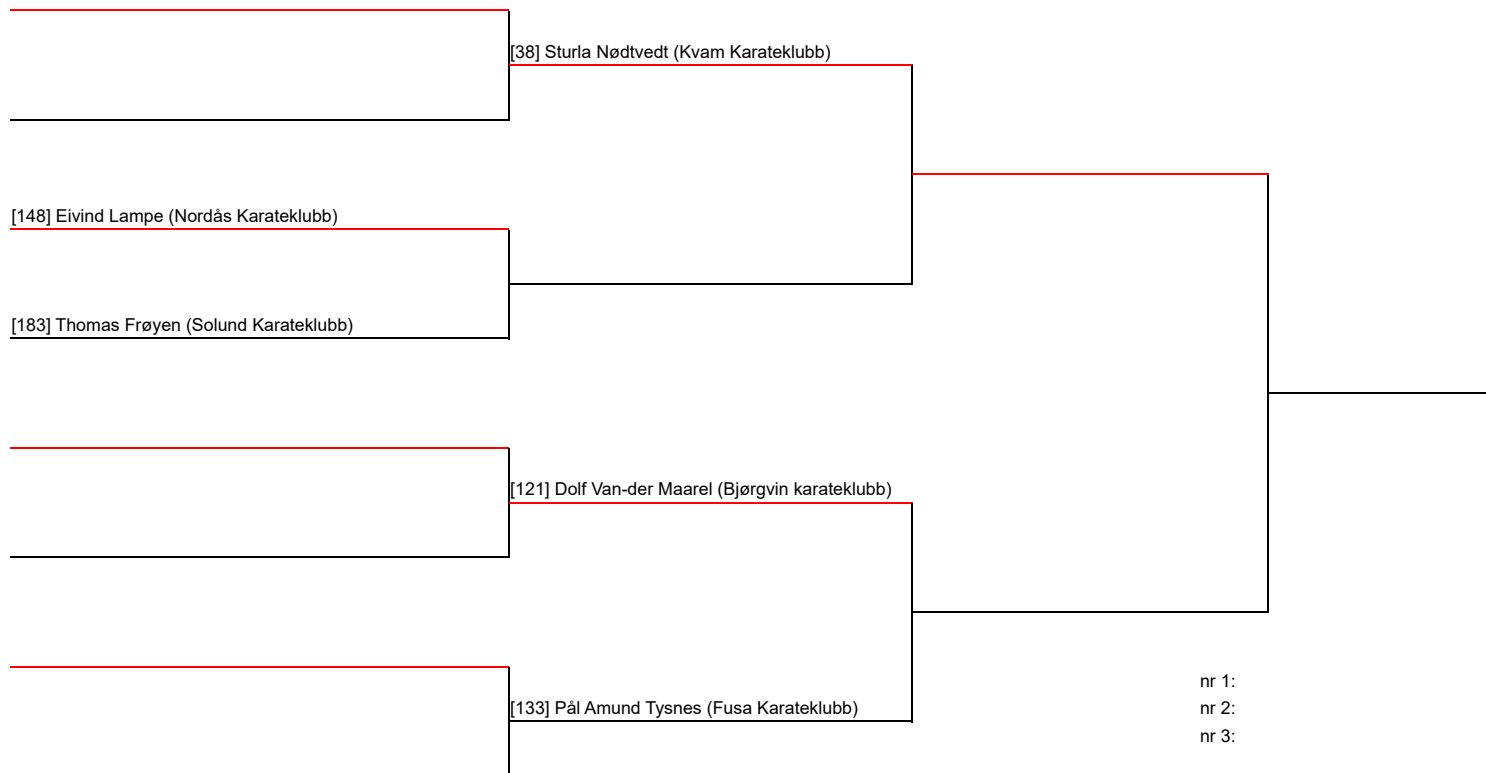 [38] Sturla Nødtvedt (Kvam Karateklubb)
[148] Eivind Lampe (Nordås Karateklubb)
[183] Thomas Frøyen (Solund Karateklubb)
[121] Dolf Van-der Maarel (Bjørgvin karateklubb)
[133] Pål Amund Tysnes (Fusa Karateklubb)
nr 1:
nr 2:
nr 3: